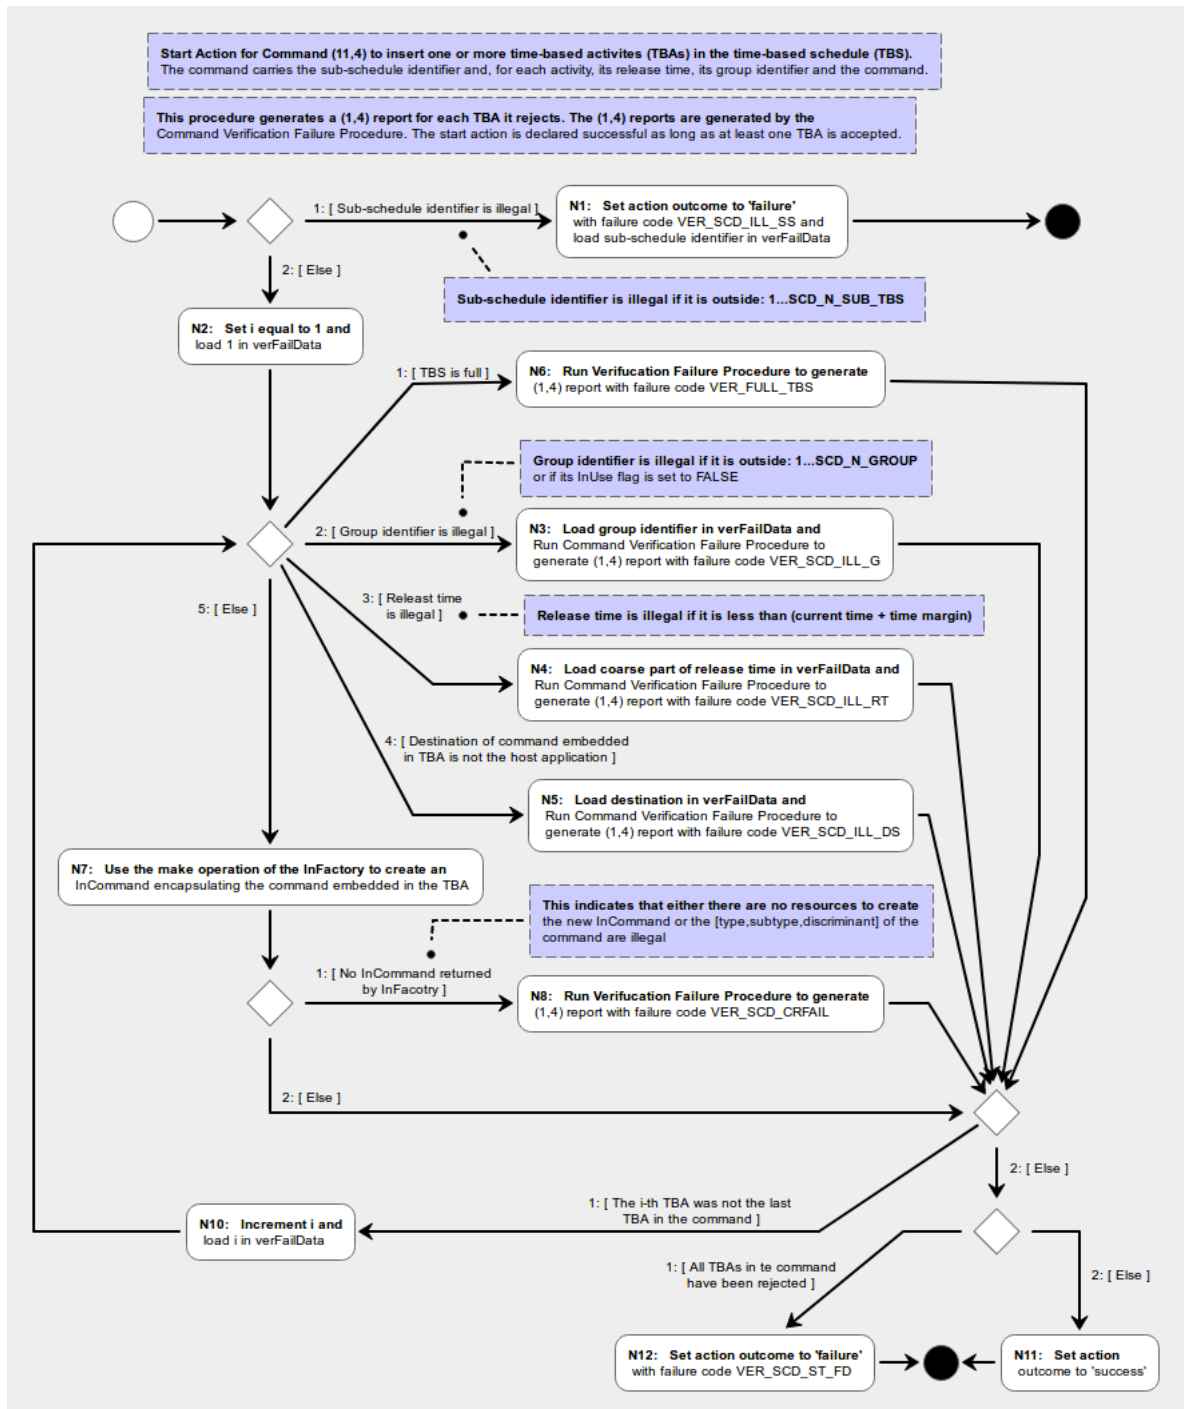 Start Action for Command (11,4) to insert one or more time-based activites (TBAs) in the time-based schedule (TBS).
The command carries the sub-schedule identifier and, for each activity, its release time, its group identifier and the command.
This procedure generates a (1,4) report for each TBA it rejects. The (1,4) reports are generated by the
Command Verification Failure Procedure. The start action is declared successful as long as at least one TBA is accepted.
1: [ Sub-schedule identifier is illegal ]
N1: Set action outcome to 'failure'
with failure code VER_SCD_ILL_SS and
load sub-schedule identifier in verFailData
2: [ Else ]
Sub-schedule identifier is illegal if it is outside: 1...SCD_N_SUB_TBS
N2: Set i equal to 1 and
load 1 in verFailData
1: [ TBS is full ]
N6: Run Verifucation Failure Procedure to generate
(1,4) report with failure code VER_FULL_TBS
Group identifier is illegal if it is outside: 1...SCD_N_GROUP
or if its InUse flag is set to FALSE
2: [ Group identifier is illegal ]
N3: Load group identifier in verFailData and
Run Command Verification Failure Procedure to
generate (1,4) report with failure code VER_SCD_ILL_G
5: [ Else ]
3: [ Releast time
is illegal ]
Release time is illegal if it is less than (current time + time margin)
N4: Load coarse part of release time in verFailData and
Run Command Verification Failure Procedure to
generate (1,4) report with failure code VER_SCD_ILL_RT
4: [ Destination of command embedded
in TBA is not the host application ]
N5: Load destination in verFailData and
Run Command Verification Failure Procedure to
generate (1,4) report with failure code VER_SCD_ILL_DS
N7: Use the make operation of the InFactory to create an
InCommand encapsulating the command embedded in the TBA
This indicates that either there are no resources to create
the new InCommand or the [type,subtype,discriminant] of the
command are illegal
1: [ No InCommand returned
by InFacotry ]
N8: Run Verifucation Failure Procedure to generate
(1,4) report with failure code VER_SCD_CRFAIL
2: [ Else ]
2: [ Else ]
1: [ The i-th TBA was not the last
TBA in the command ]
N10: Increment i and
load i in verFailData
1: [ All TBAs in te command
have been rejected ]
2: [ Else ]
N12: Set action outcome to 'failure'
with failure code VER_SCD_ST_FD
N11: Set action
outcome to 'success'